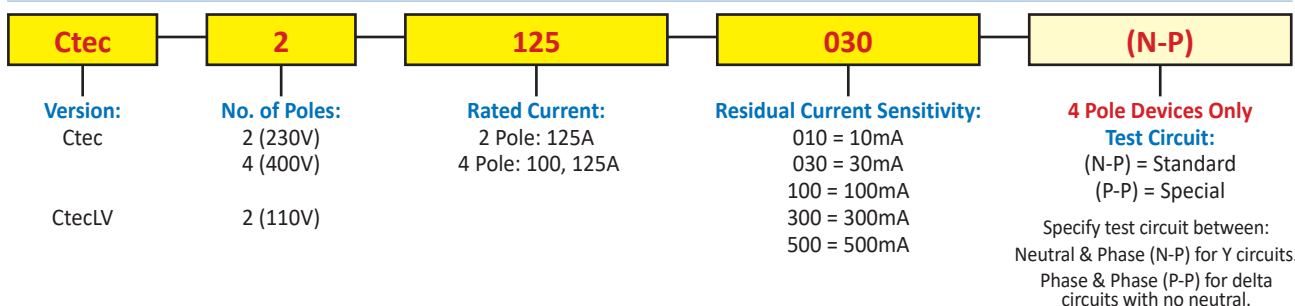 Ctec
2
125
030
(N-P)
Version:
Ctec
CtecLV
No. of Poles:
2 (230V)
4 (400V)
2 (110V)
Rated Current:
2 Pole: 125A
4 Pole: 100, 125A
Residual Current Sensitivity:
010 = 10mA
030 = 30mA
100 = 100mA
300 = 300mA
500 = 500mA
4 Pole Devices Only
Test Circuit:
(N-P) = Standard
(P-P) = Special
Specify test circuit between:
Neutral & Phase (N-P) for Y circuits.
Phase & Phase (P-P) for delta
circuits with no neutral.